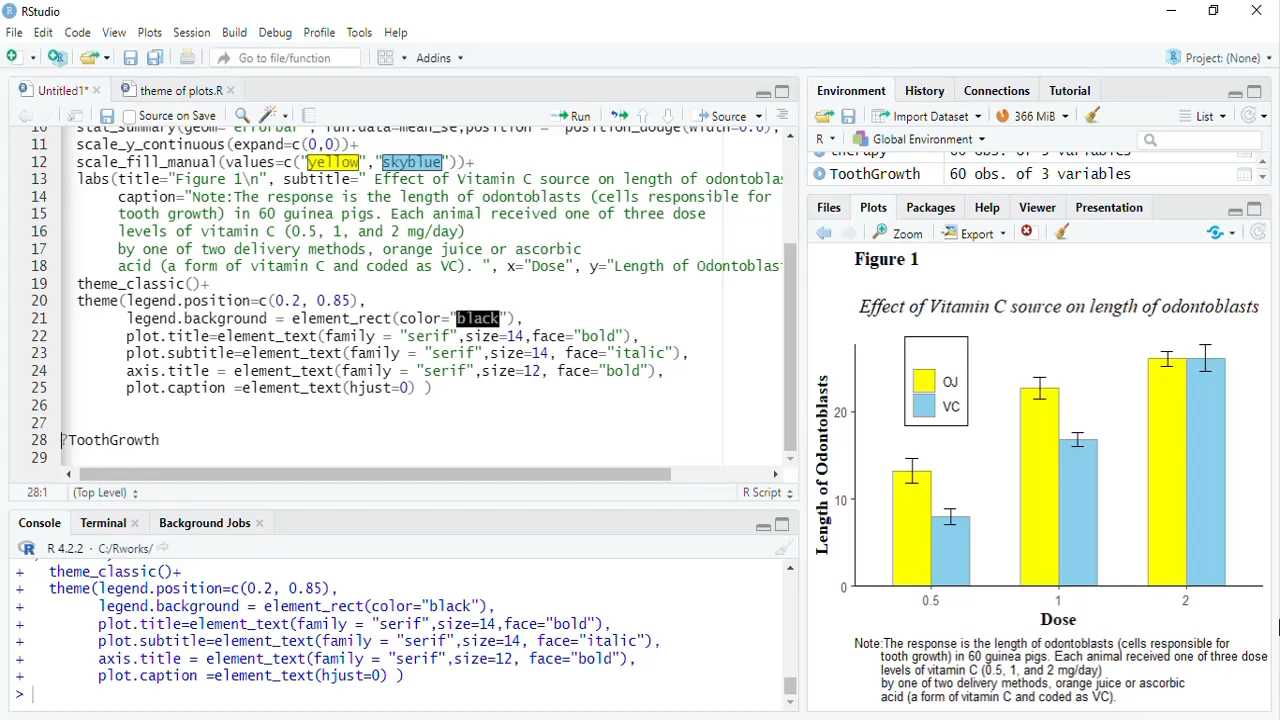 RStudio
File Edit Code View Plots Session Build Debug Profile Tools Help
Go to file/function Addins Project: (None)
Untitled1* theme of plots.R
Source on Save Run Source
10 stat_summary(geom="errorbar", fun.data=mean_se,position =
11 scale_y_continuous(expand=c(0,0))+
12 scale_fill_manual(values=c("yellow","skyblue"))+
13 labs(title="Figure 1\n", subtitle=" Effect of Vitamin C source on length of odontoblas
14 caption="Note:The response is the length of odontoblasts (cells responsible for
15 tooth growth) in 60 guinea pigs. Each animal received one of three dose
16 levels of vitamin C (0.5, 1, and 2 mg/day)
17 by one of two delivery methods, orange juice or ascorbic
18 acid (a form of vitamin C and coded as VC). ", x="Dose", y="Length of Odontoblas
19 theme_classic()+
20 theme(legend.position=c(0.2, 0.85),
21 legend.background = element_rect(color="black"),
22 plot.title=element_text(family = "serif",size=14,face="bold"),
23 plot.subtitle=element_text(family = "serif",size=14, face="italic"),
24 axis.title = element_text(family = "serif",size=12, face="bold"),
25 plot.caption =element_text(hjust=0) )
26
27
28 ?ToothGrowth
29
28:1 (Top Level) R Script
Console Terminal Background Jobs
R 4.2.2 · C:/Rworks/
+ theme_classic()+
+ theme(legend.position=c(0.2, 0.85),
+ legend.background = element_rect(color="black"),
+ plot.title=element_text(family = "serif",size=14,face="bold"),
+ plot.subtitle=element_text(family = "serif",size=14, face="italic"),
+ axis.title = element_text(family = "serif",size=12, face="bold"),
+ plot.caption =element_text(hjust=0) )
>
Environment History Connections Tutorial
Import Dataset 366 MiB List
R Global Environment
therapy 60 obs. of 3 variables
ToothGrowth 60 obs. of 3 variables
Files Plots Packages Help Viewer Presentation
Zoom Export
Figure 1
Effect of Vitamin C source on length of odontoblasts
OJ
VC
Length of Odontoblasts
20
10
0
0.5 1 2
Dose
Note:The response is the length of odontoblasts (cells responsible for
tooth growth) in 60 guinea pigs. Each animal received one of three dose
levels of vitamin C (0.5, 1, and 2 mg/day)
by one of two delivery methods, orange juice or ascorbic
acid (a form of vitamin C and coded as VC).